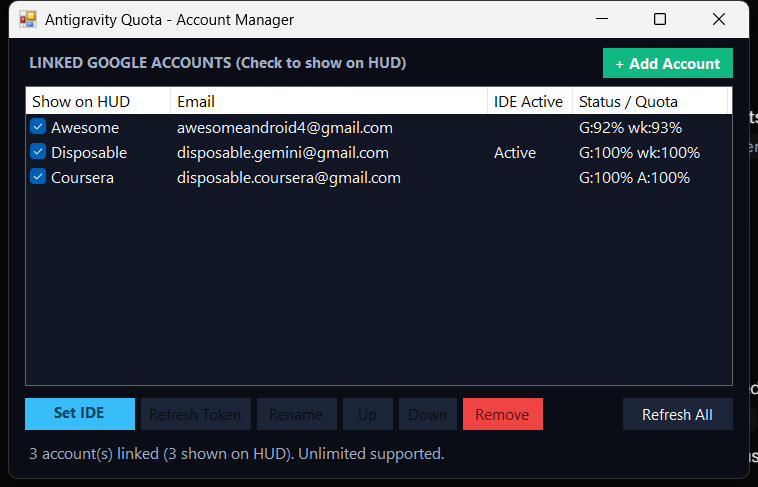 Antigravity Quota - Account Manager
LINKED GOOGLE ACCOUNTS (Check to show on HUD)
+ Add Account
Show on HUD Email IDE Active Status / Quota
Awesome awesomeandroid4@gmail.com G:92% wk:93%
Disposable disposable.gemini@gmail.com Active G:100% wk:100%
Coursera disposable.coursera@gmail.com G:100% A:100%
Set IDE Refresh Token Rename Up Down Remove Refresh All
3 account(s) linked (3 shown on HUD). Unlimited supported.